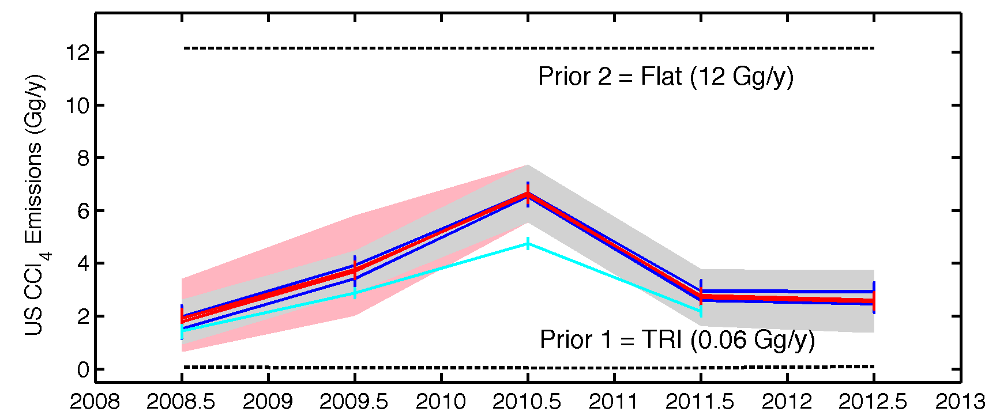 12
10
8
6
4
2
0
US CCl4 Emissions (Gg/y)
Prior 2 = Flat (12 Gg/y)
Prior 1 = TRI (0.06 Gg/y)
2008 2008.5 2009 2009.5 2010 2010.5 2011 2011.5 2012 2012.5 2013